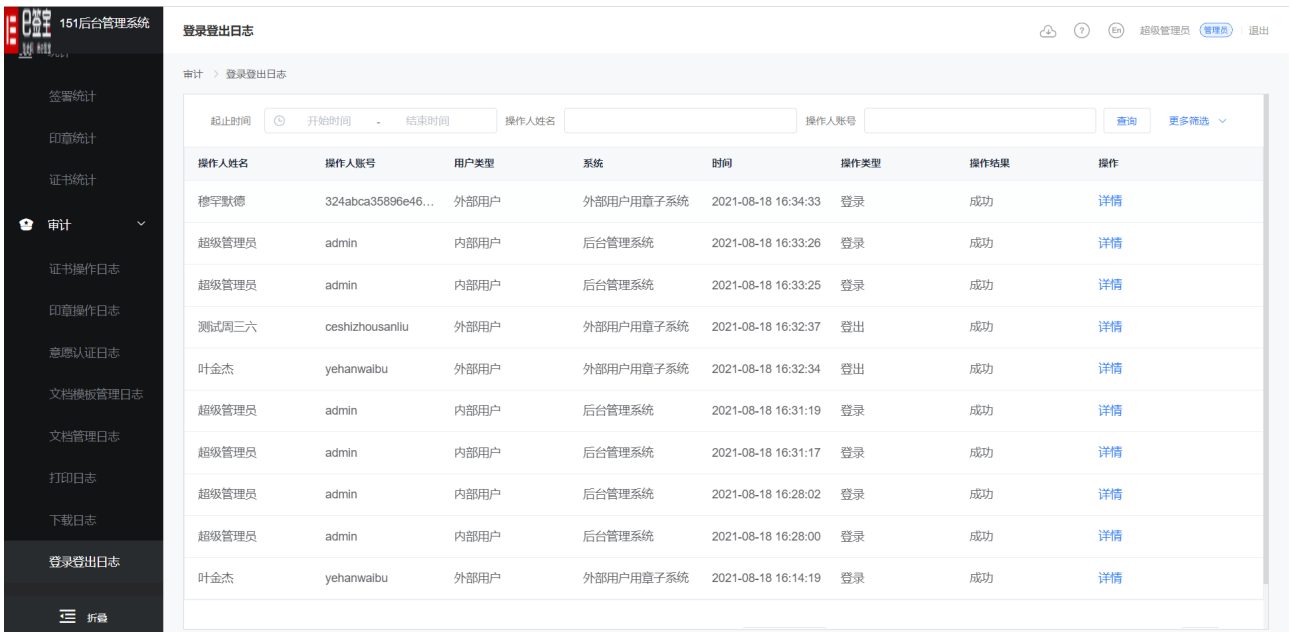 151后台管理系统
登录登出日志
En 超级管理员 管理员 退出
审计 > 登录登出日志
签署统计
印章统计
证书统计
审计
证书操作日志
印章操作日志
意愿认证日志
文档模板管理日志
文档管理日志
打印日志
下载日志
登录登出日志
折叠
起止时间 开始时间 - 结束时间 操作人姓名 操作人账号 查询 更多筛选
操作人姓名 操作人账号 用户类型 系统 时间 操作类型 操作结果 操作
穆罕默德 324abca35896e46... 外部用户 外部用户用章子系统 2021-08-18 16:34:33 登录 成功 详情
超级管理员 admin 内部用户 后台管理系统 2021-08-18 16:33:26 登录 成功 详情
超级管理员 admin 内部用户 后台管理系统 2021-08-18 16:33:25 登录 成功 详情
测试周三六 ceshizhousanliu 外部用户 外部用户用章子系统 2021-08-18 16:32:37 登出 成功 详情
叶金杰 yehanwaibu 外部用户 外部用户用章子系统 2021-08-18 16:32:34 登出 成功 详情
超级管理员 admin 内部用户 后台管理系统 2021-08-18 16:31:19 登录 成功 详情
超级管理员 admin 内部用户 后台管理系统 2021-08-18 16:31:17 登录 成功 详情
超级管理员 admin 内部用户 后台管理系统 2021-08-18 16:28:02 登录 成功 详情
超级管理员 admin 内部用户 后台管理系统 2021-08-18 16:28:00 登录 成功 详情
叶金杰 yehanwaibu 外部用户 外部用户用章子系统 2021-08-18 16:14:19 登录 成功 详情